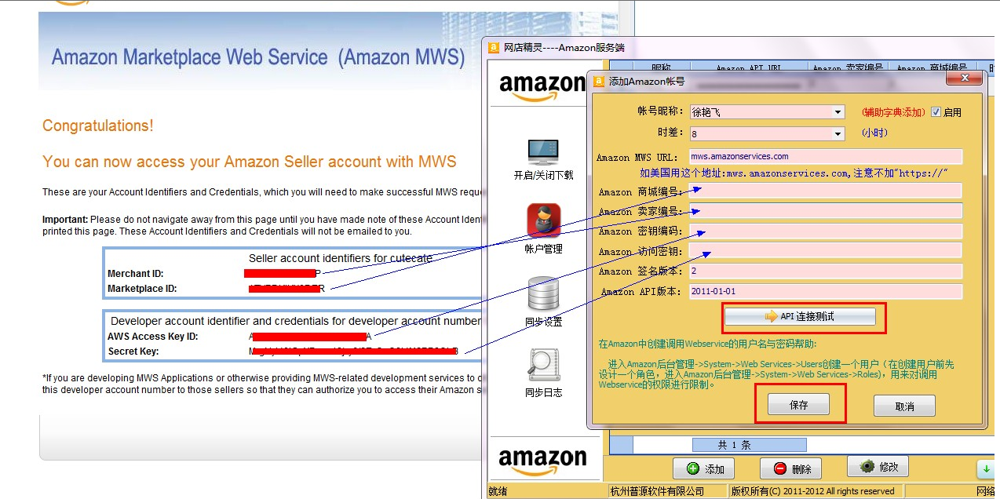 Amazon Marketplace Web Service (Amazon MWS)
Congratulations!
You can now access your Amazon Seller account with MWS
These are your Account Identifiers and Credentials, which you will need to make successful MWS reque
Important: Please do not navigate away from this page until you have made note of these Account Ident
printed this page. These Account Identifiers and Credentials will not be emailed to you.
Seller account identifiers for cutecate
Merchant ID:
Marketplace ID:
Developer account identifier and credentials for developer account number
AWS Access Key ID:
Secret Key:
*If you are developing MWS Applications or otherwise providing MWS-related development services to o
this developer account number to those sellers so that they can authorize you to access their Amazon s
网店精灵----Amazon服务端
amazon
开启/关闭下载
帐户管理
同步设置
同步日志
amazon
昵称 Amazon API URL Amazon 卖家编号 Amazon 商城编号 时
添加Amazon帐号
帐号昵称: 徐艳飞 (辅助字典添加) 启用
时差: 8 (小时)
Amazon MWS URL: mws.amazonservices.com
如美国用这个地址:mws.amazonservices.com,注意不加"https://"
Amazon 商城编号:
Amazon 卖家编号:
Amazon 密钥编码:
Amazon 访问密钥:
Amazon 签名版本: 2
Amazon API版本: 2011-01-01
API 连接测试
在Amazon中创建调用Webservice的用户名与密码帮助:
进入Amazon后台管理->System->Web Services->Users创建一个用户（在创建用户前先
设计一个角色，进入Amazon后台管理->System->Web Services->Roles)，用来对调用
Webservice的权限进行限制。
保存 取消
共 1 条
添加 删除 修改
就绪 杭州普源软件有限公司 版权所有(C) 2011-2012 All rights reserved 网络